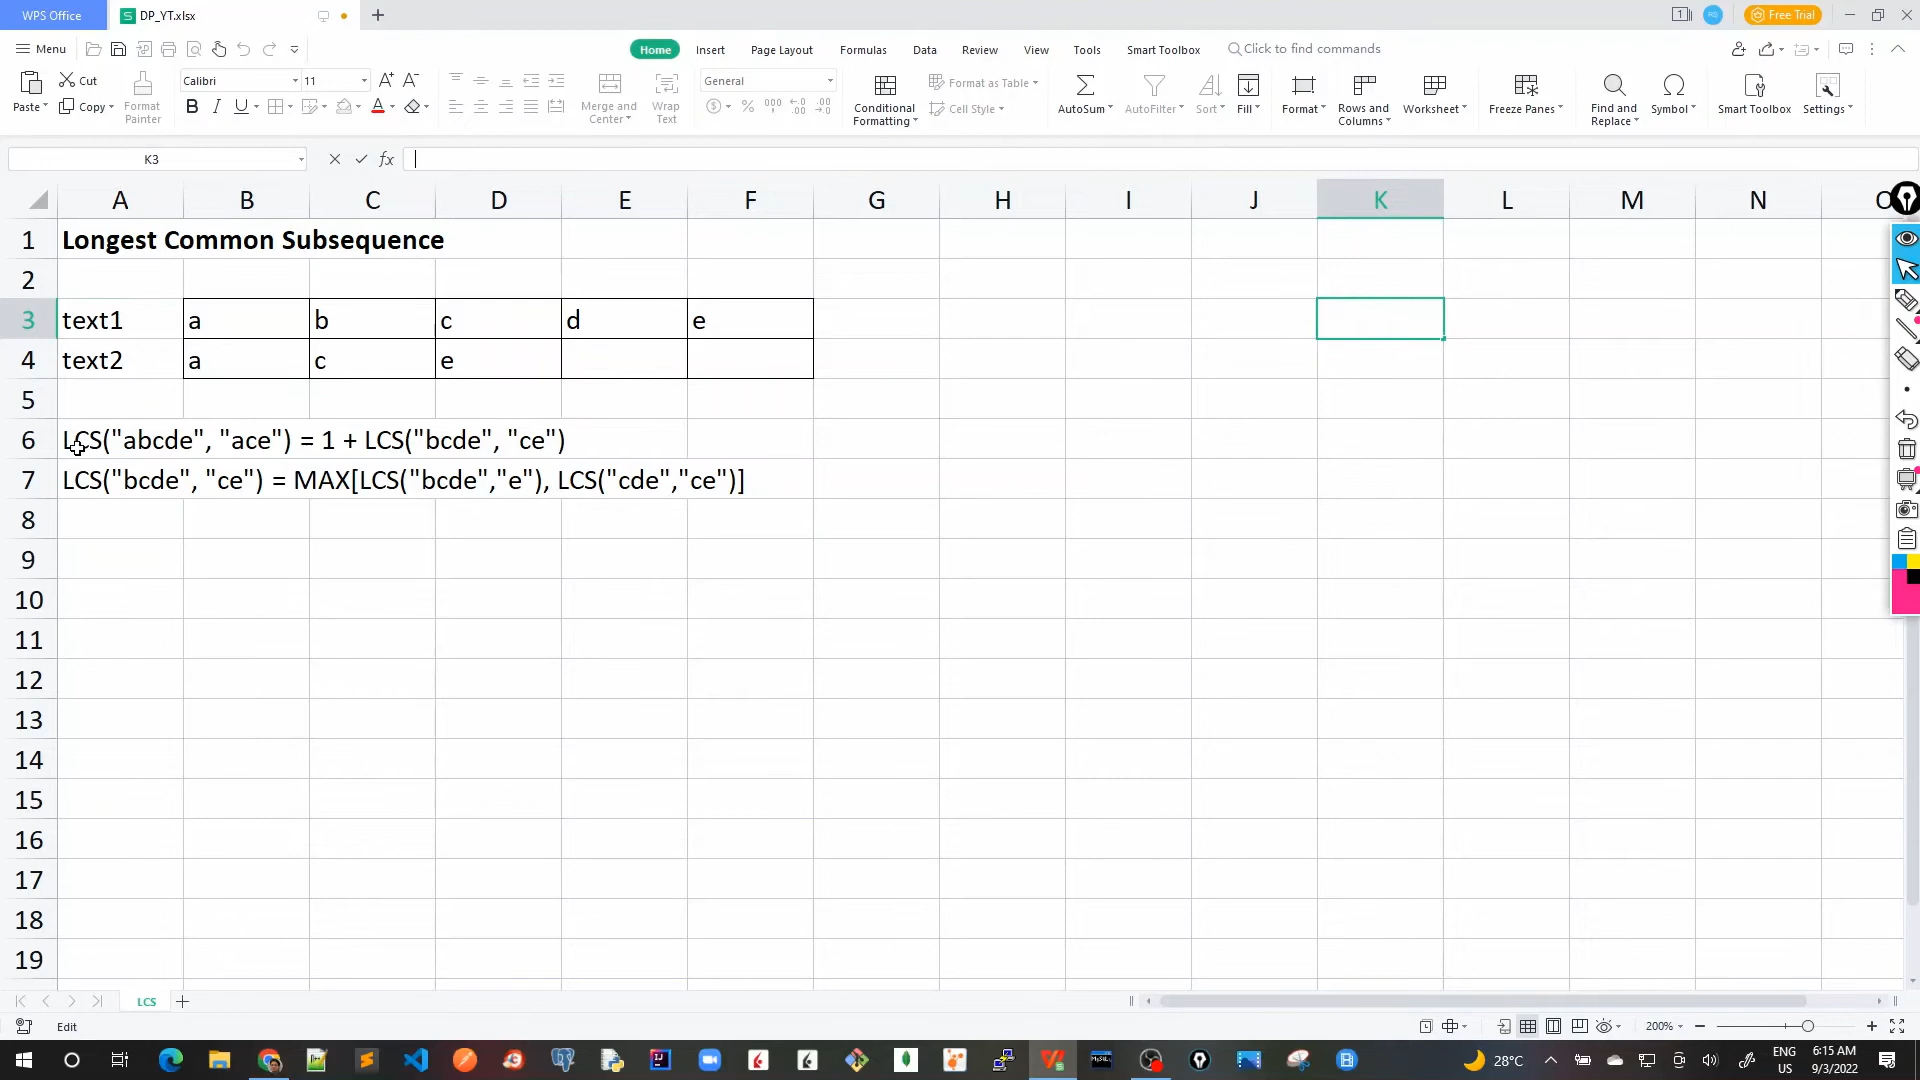 WPS Office
DP_YT.xlsx
1
RS
Free Trial
Menu
Home Insert Page Layout Formulas Data Review View Tools Smart Toolbox Click to find commands
Paste
Cut
Copy
Format Painter
Calibri 11
Merge and Center
Wrap Text
General
Conditional Formatting
Format as Table
Cell Style
AutoSum
AutoFilter
Sort
Fill
Format
Rows and Columns
Worksheet
Freeze Panes
Find and Replace
Symbol
Smart Toolbox
Settings
K3
fx
A B C D E F G H I J K L M N O
1 Longest Common Subsequence
2
3 text1 a b c d e
4 text2 a c e
5
6 LCS("abcde", "ace") = 1 + LCS("bcde", "ce")
7 LCS("bcde", "ce") = MAX[LCS("bcde","e"), LCS("cde","ce")]
8
9
10
11
12
13
14
15
16
17
18
19
LCS
Edit
200%
28°C
ENG
US
6:15 AM
9/3/2022